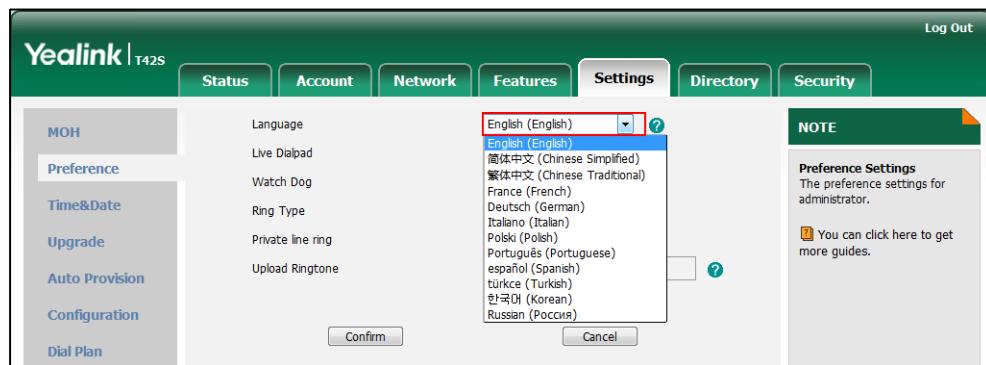 Log Out
Yealink T42S
Status Account Network Features Settings Directory Security
MOH
Preference
Time&Date
Upgrade
Auto Provision
Configuration
Dial Plan
Language English (English)
Live Dialpad
Watch Dog
Ring Type
Private line ring
Upload Ringtone
English (English)
简体中文 (Chinese Simplified)
繁体中文 (Chinese Traditional)
France (French)
Deutsch (German)
Italiano (Italian)
Polski (Polish)
Português (Portuguese)
español (Spanish)
türkce (Turkish)
한국어 (Korean)
Russian (Россия)
Confirm Cancel
NOTE
Preference Settings
The preference settings for
administrator.
You can click here to get
more guides.